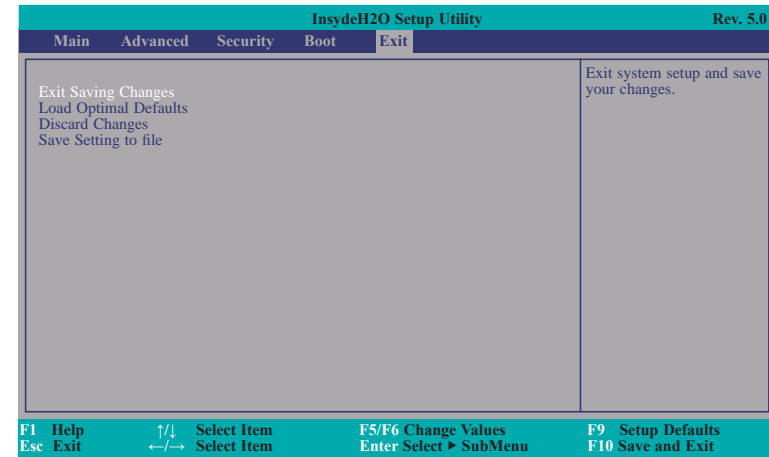 InsydeH2O Setup Utility Rev. 5.0
Main Advanced Security Boot Exit
Exit Saving Changes
Load Optimal Defaults
Discard Changes
Save Setting to file
Exit system setup and save
your changes.
F1 Help ↑/↓ Select Item F5/F6 Change Values F9 Setup Defaults
Esc Exit ←/→ Select Item Enter Select ▶ SubMenu F10 Save and Exit